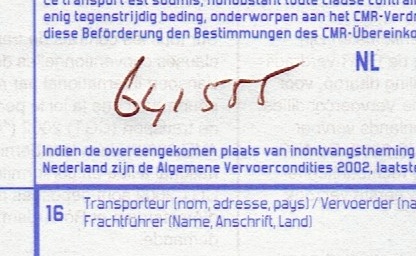 Ce transport est soumis, nonobstant toute clause
enig tegenstrijdig beding, onderworpen aan het CMR-Verdr
diese Beförderung den Bestimmungen des CMR-Übereinko
NL
641555
Indien de overeengekomen plaats van inontvangstneming
Nederland zijn de Algemene Vervoercondities 2002, laatste
16 Transporteur (nom, adresse, pays) / Vervoerder (na
Frachtführer (Name, Anschrift, Land)